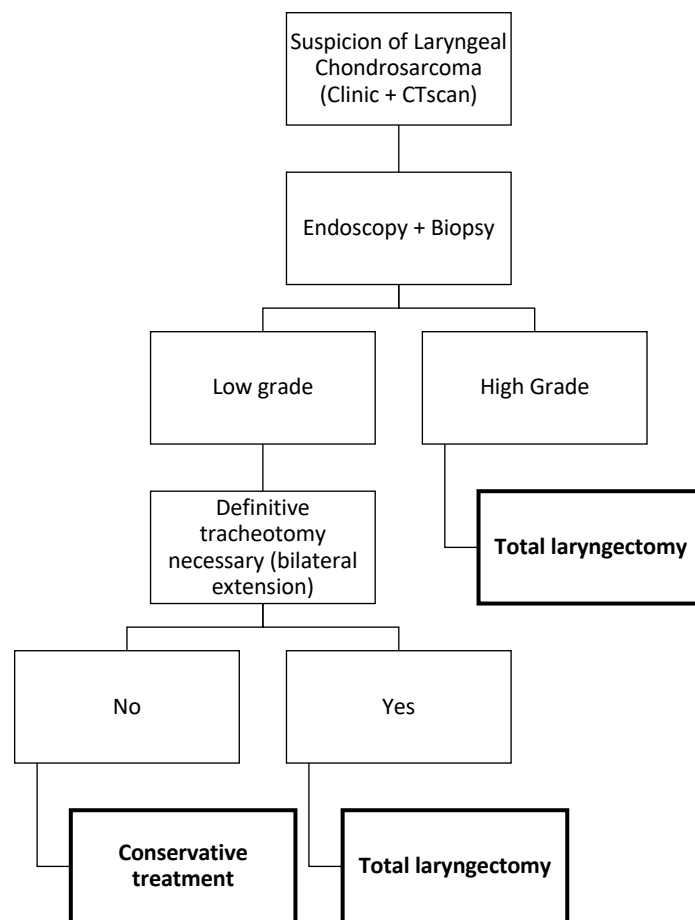 Suspicion of Laryngeal
Chondrosarcoma
(Clinic + CTscan)
Endoscopy + Biopsy
Low grade
High Grade
Definitive
tracheotomy
necessary (bilateral
extension)
Total laryngectomy
No
Yes
Conservative
treatment
Total laryngectomy